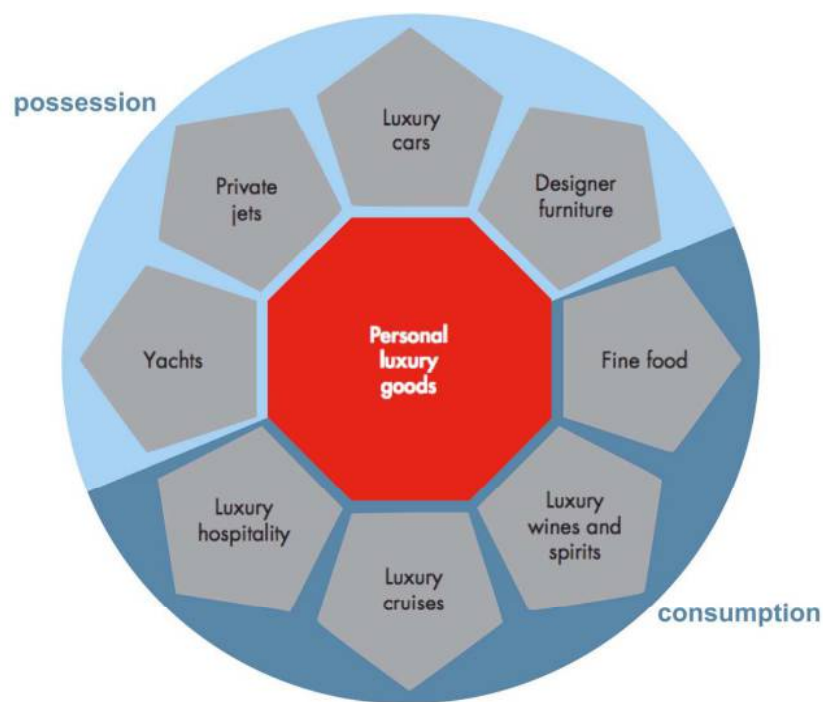 possession
Luxury
cars
Private
jets
Designer
furniture
Yachts
Personal
luxury
goods
Fine food
Luxury
hospitality
Luxury
wines and
spirits
Luxury
cruises
consumption